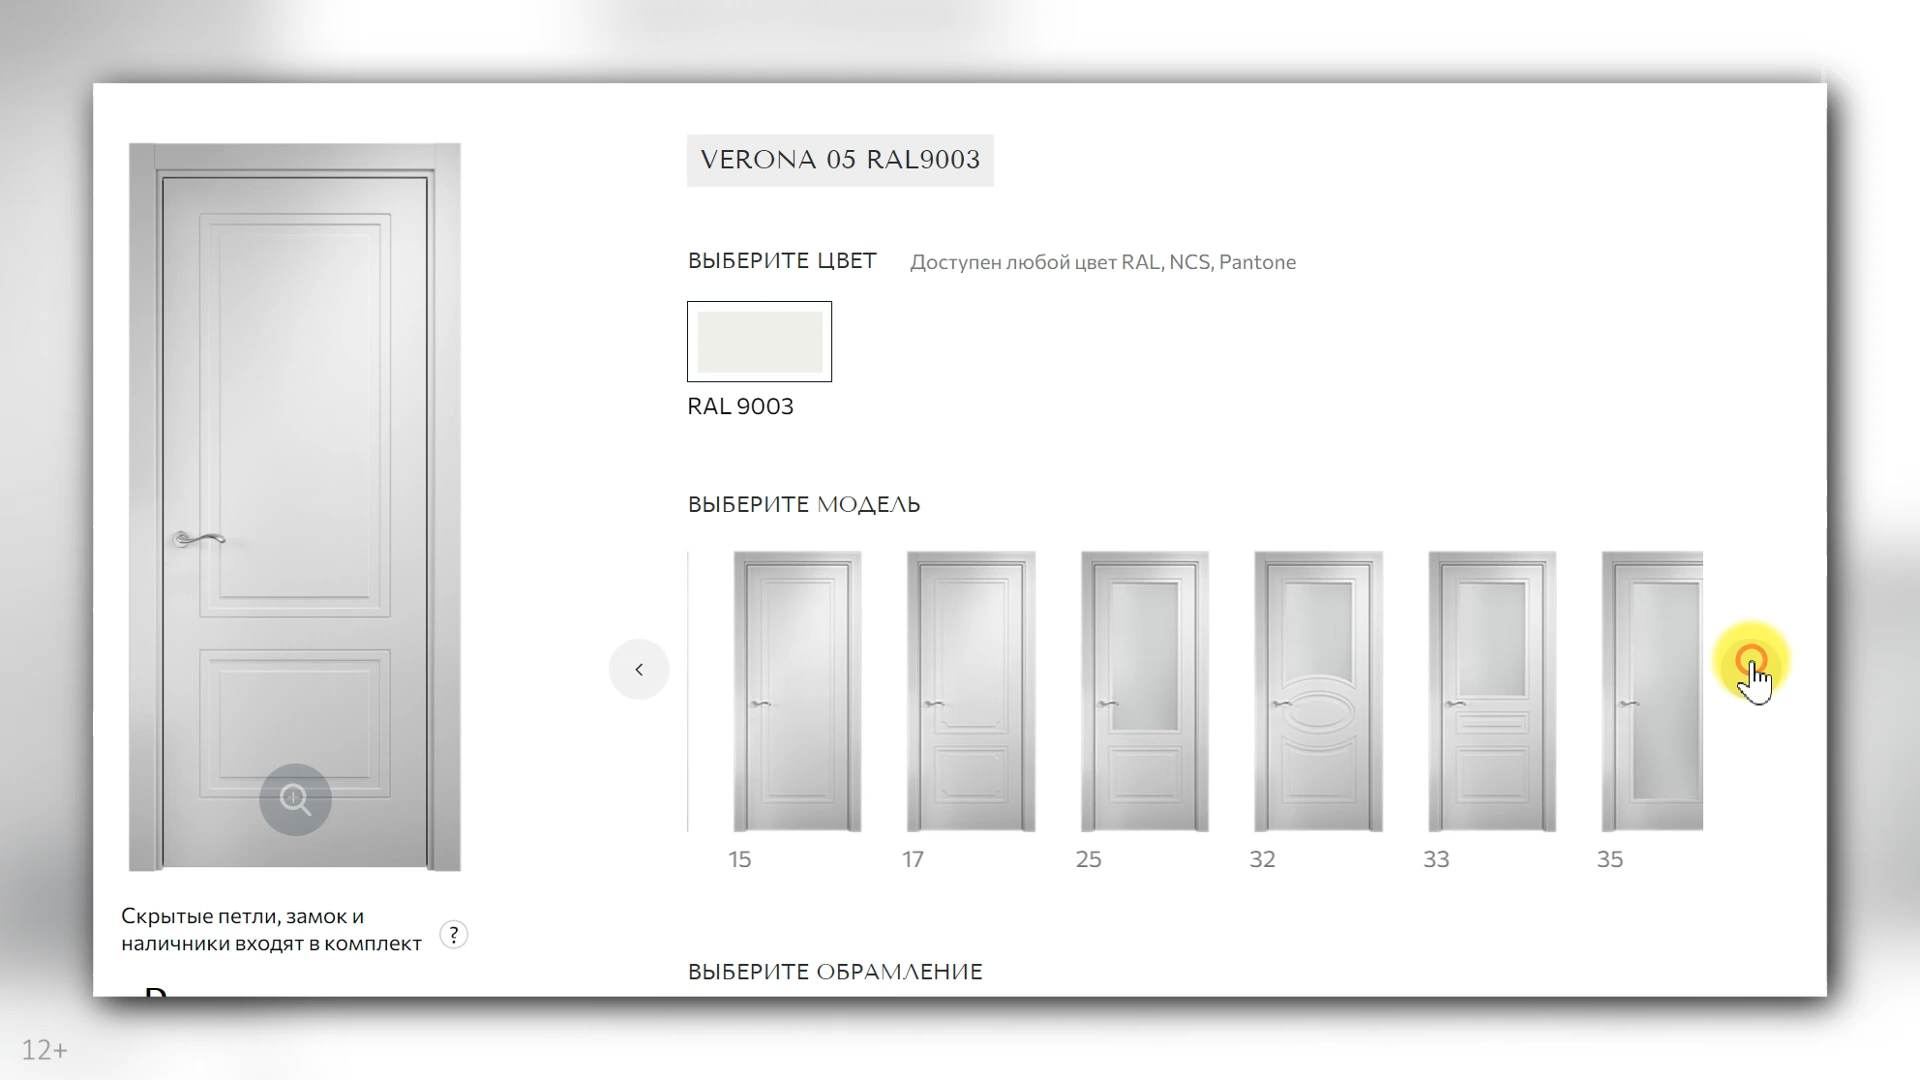 VERONA 05 RAL9003
ВЫБЕРИТЕ ЦВЕТ Доступен любой цвет RAL, NCS, Pantone
RAL 9003
ВЫБЕРИТЕ МОДЕЛЬ
15 17 25 32 33 35
Скрытые петли, замок и
наличники входят в комплект ?
ВЫБЕРИТЕ ОБРАМЛЕНИЕ
12+